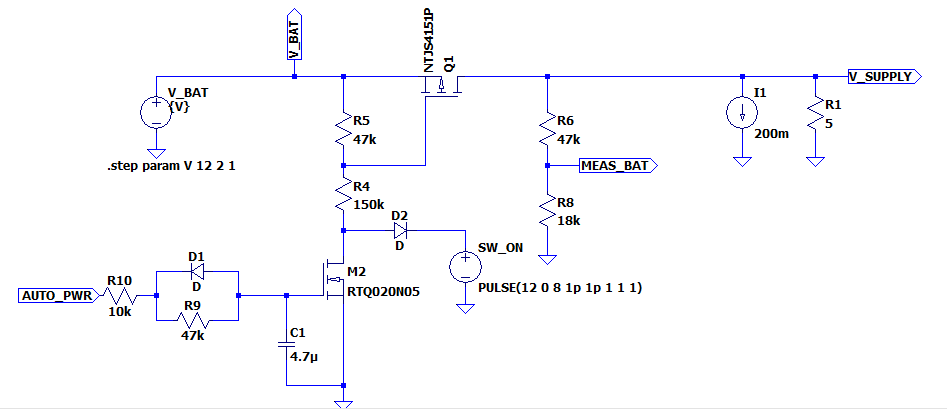 V_BAT
NTJS4151P
Q1
V_SUPPLY
V_BAT
{V}
.step param V 12 2 1
R5
47k
R6
47k
I1
200m
R1
5
MEAS_BAT
R4
150k
R8
18k
D2
D
SW_ON
PULSE(12 0 8 1p 1p 1 1 1)
D1
D
M2
RTQ020N05
AUTO_PWR
R10
10k
R9
47k
C1
4.7µ